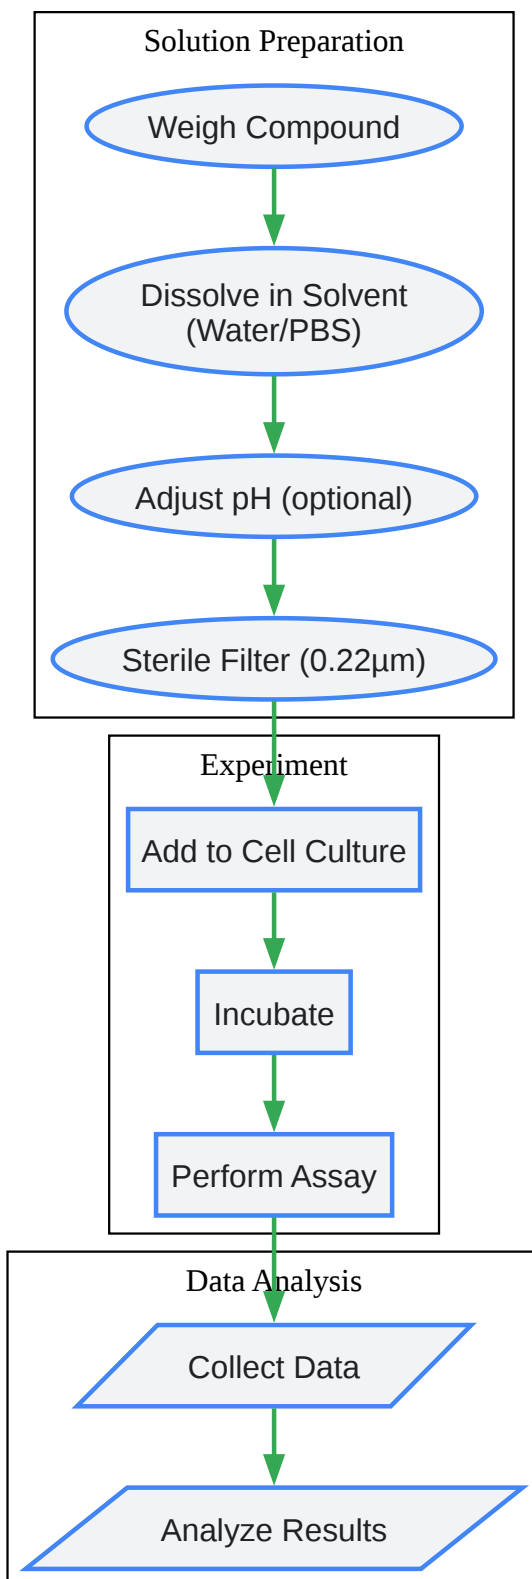 Solution Preparation
Weigh Compound
Dissolve in Solvent
(Water/PBS)
Adjust pH (optional)
Sterile Filter (0.22µm)
Experiment
Add to Cell Culture
Incubate
Perform Assay
Data Analysis
Collect Data
Analyze Results